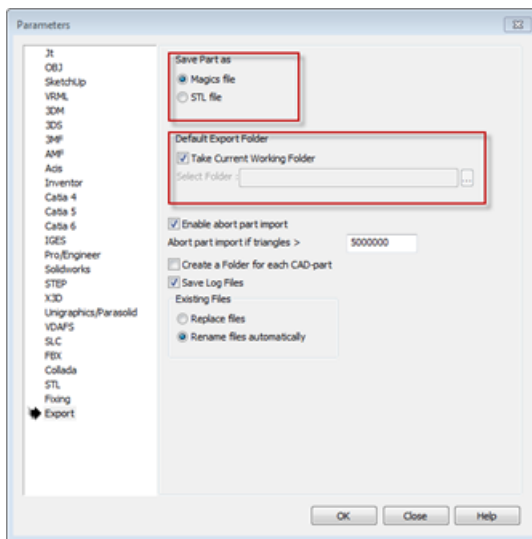 Parameters
Jt
OBJ
SketchUp
VRML
3DM
3DS
3MF
AMF
Acis
Inventor
Catia 4
Catia 5
Catia 6
IGES
Pro/Engineer
Solidworks
STEP
X3D
Unigraphics/Parasolid
VDAFS
SLC
FBX
Collada
STL
Fixing
Export
Save Part as
Magics file
STL file
Default Export Folder
Take Current Working Folder
Select Folder :
...
Enable abort part import
Abort part import if triangles > 5000000
Create a Folder for each CAD-part
Save Log Files
Existing Files
Replace files
Rename files automatically
OK Close Help